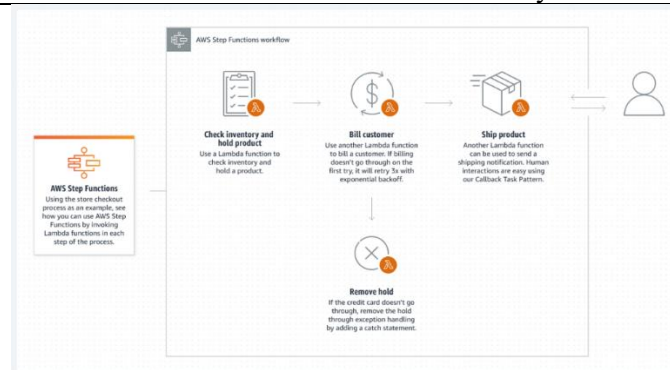 AWS Step Functions workflow
Check inventory and
hold product
Use a Lambda function to
check inventory and
hold a product.
Bill customer
Use another Lambda function
to bill a customer. If billing
doesn't go through on the
first try, it will retry 3x with
exponential backoff.
Ship product
Another Lambda function
can be used to send a
shipping notification. Human
interactions are easy using
our Callback Task Pattern.
AWS Step Functions
Using the store checkout
process as an example, see
how you can use AWS Step
Functions by invoking
Lambda functions in each
step of the process.
Remove hold
If the credit card doesn't go
through, remove the hold
through exception handling
by adding a catch statement.